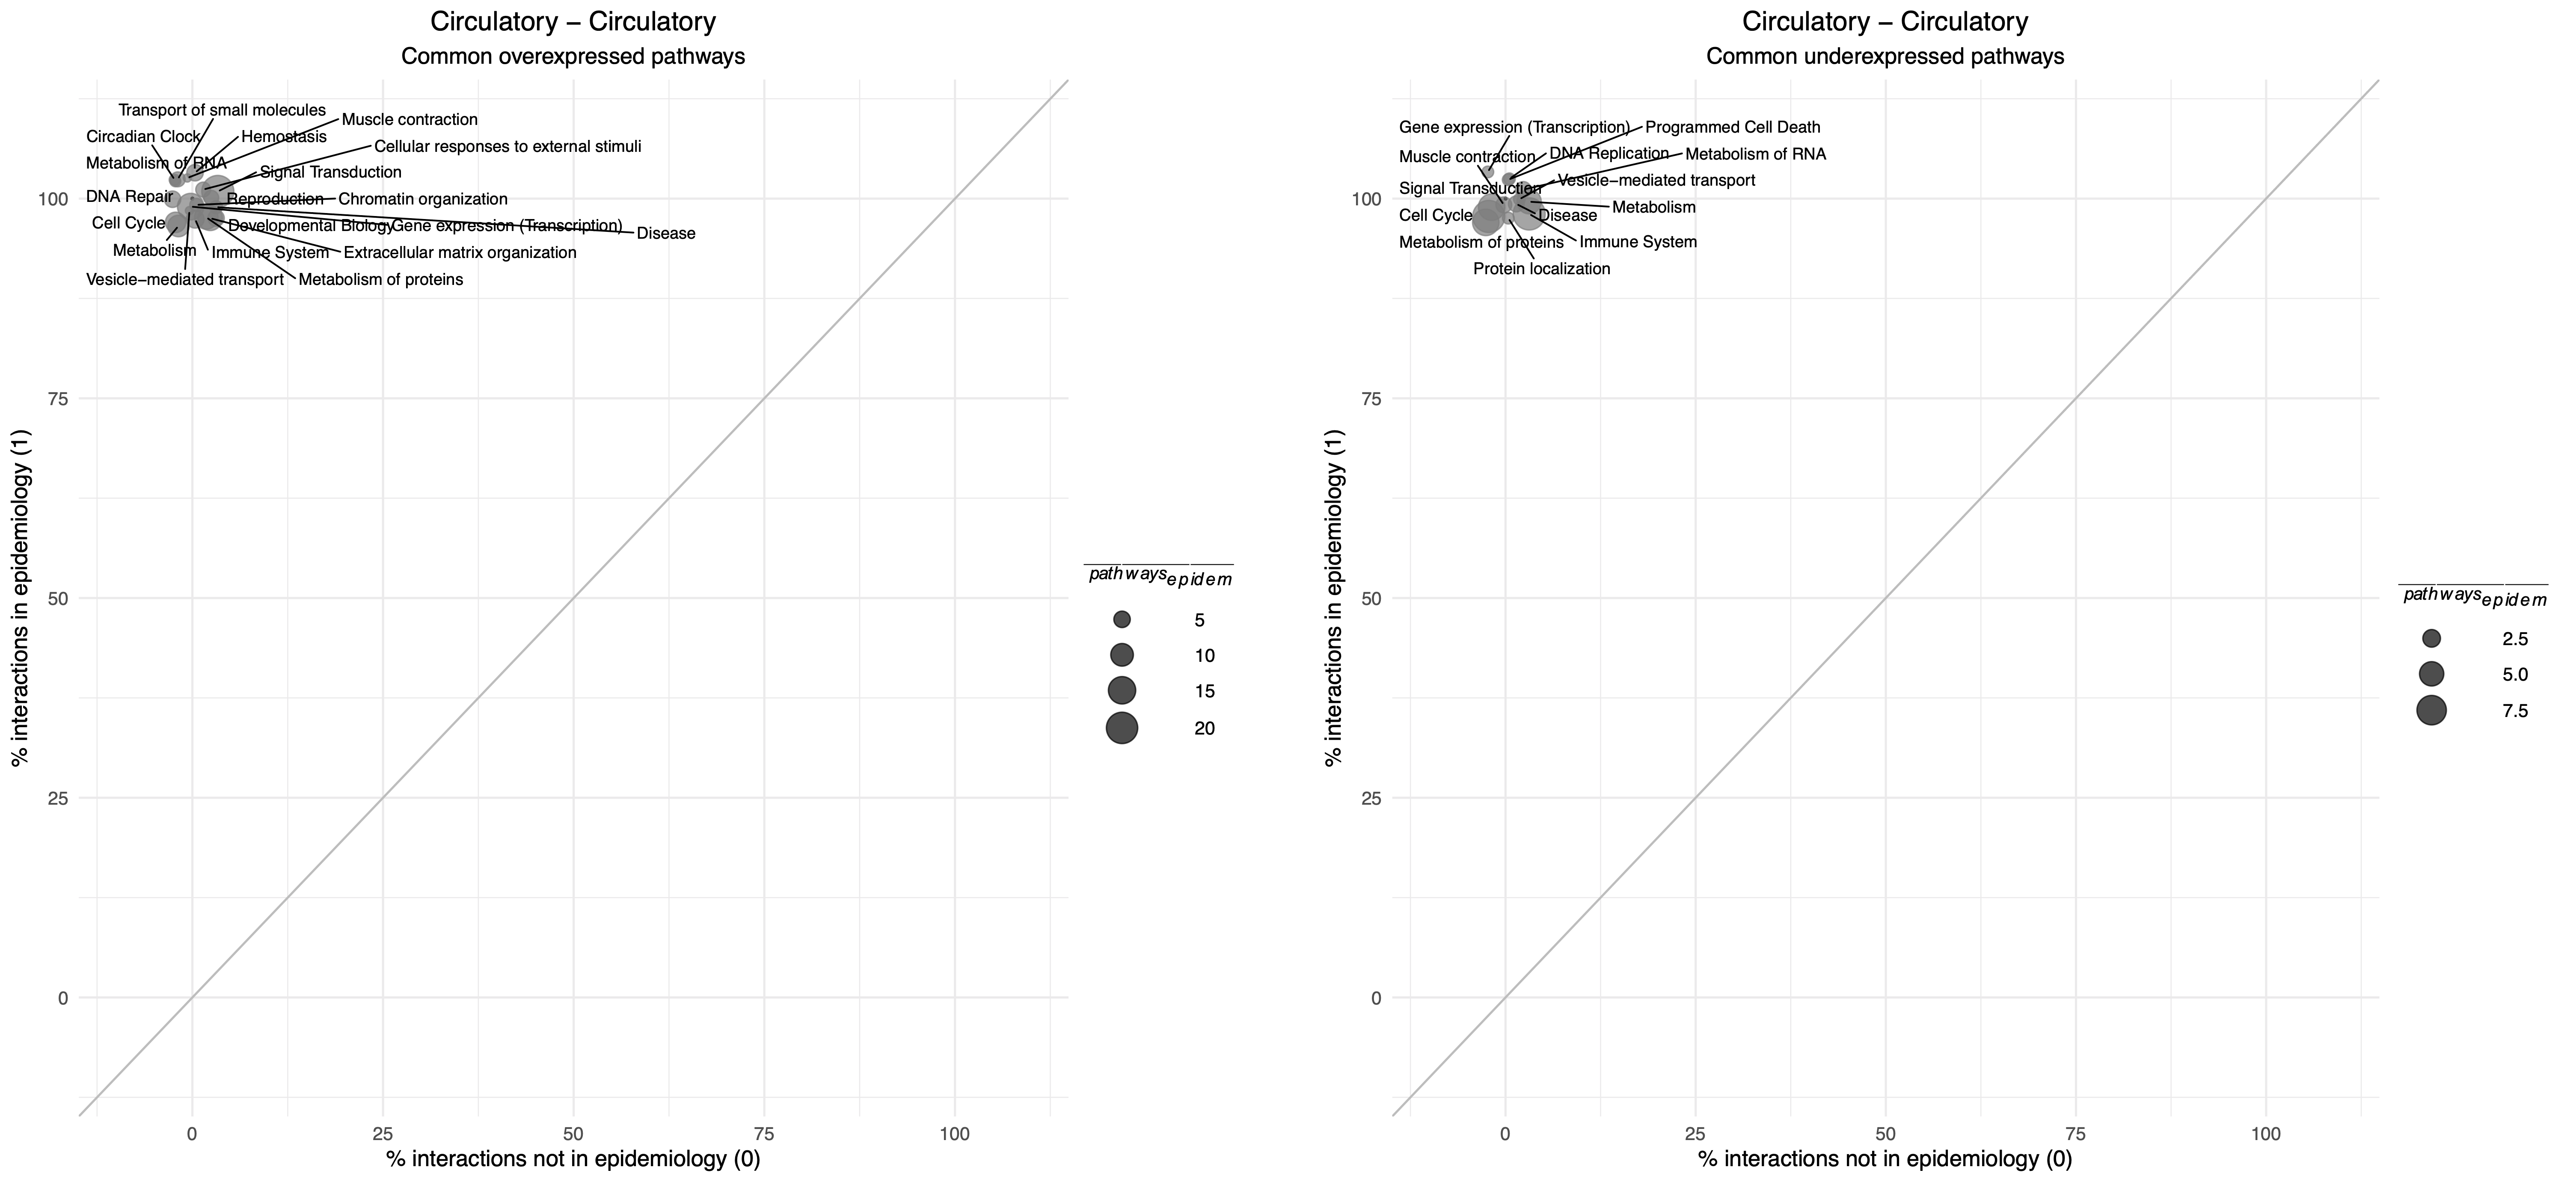 Circulatory – Circulatory
Common overexpressed pathways
Transport of small molecules
Muscle contraction
Circadian Clock
Hemostasis
Cellular responses to external stimuli
Metabolism of RNA
Signal Transduction
DNA Repair
Reproduction
Chromatin organization
Cell Cycle
Developmental Biology
Gene expression (Transcription)
Disease
Metabolism
Immune System
Extracellular matrix organization
Vesicle–mediated transport
Metabolism of proteins
100
75
50
25
0
% interactions in epidemiology (1)
0 25 50 75 100
% interactions not in epidemiology (0)
pathways epidem
5
10
15
20
Circulatory – Circulatory
Common underexpressed pathways
Gene expression (Transcription)
Programmed Cell Death
Muscle contraction
DNA Replication
Metabolism of RNA
Signal Transduction
Vesicle–mediated transport
Cell Cycle
Disease
Metabolism
Metabolism of proteins
Immune System
Protein localization
100
75
50
25
0
% interactions in epidemiology (1)
0 25 50 75 100
% interactions not in epidemiology (0)
pathways epidem
2.5
5.0
7.5